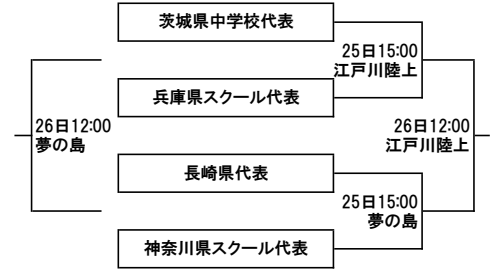 茨城県中学校代表
25日15:00
江戸川陸上
兵庫県スクール代表
26日12:00
夢の島
26日12:00
江戸川陸上
長崎県代表
25日15:00
夢の島
神奈川県スクール代表